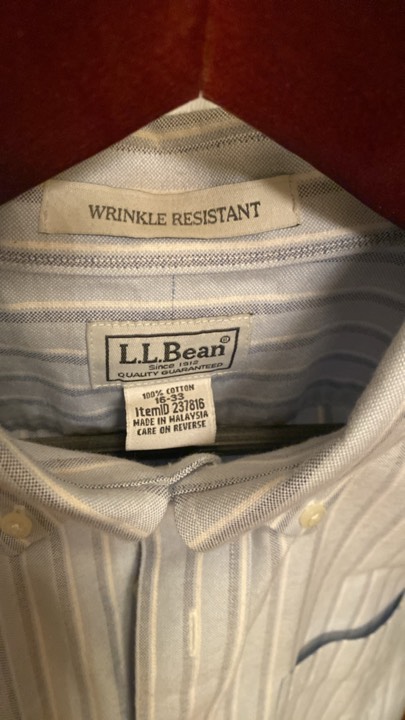 WRINKLE RESISTANT
L.L.Bean®
Since 1912
QUALITY GUARANTEED
100% COTTON
16-33
ItemID 237816
MADE IN MALAYSIA
CARE ON REVERSE